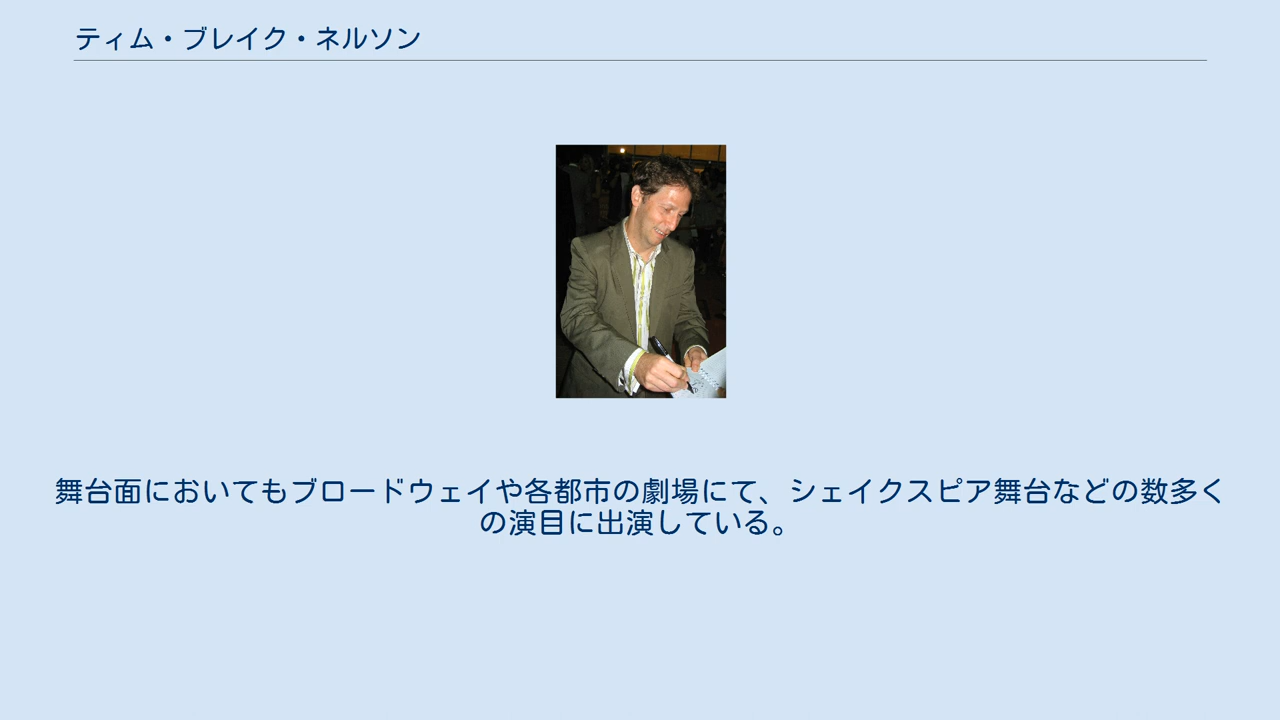 ティム・ブレイク・ネルソン
舞台面においてもブロードウェイや各都市の劇場にて、シェイクスピア舞台などの数多く
の演目に出演している。